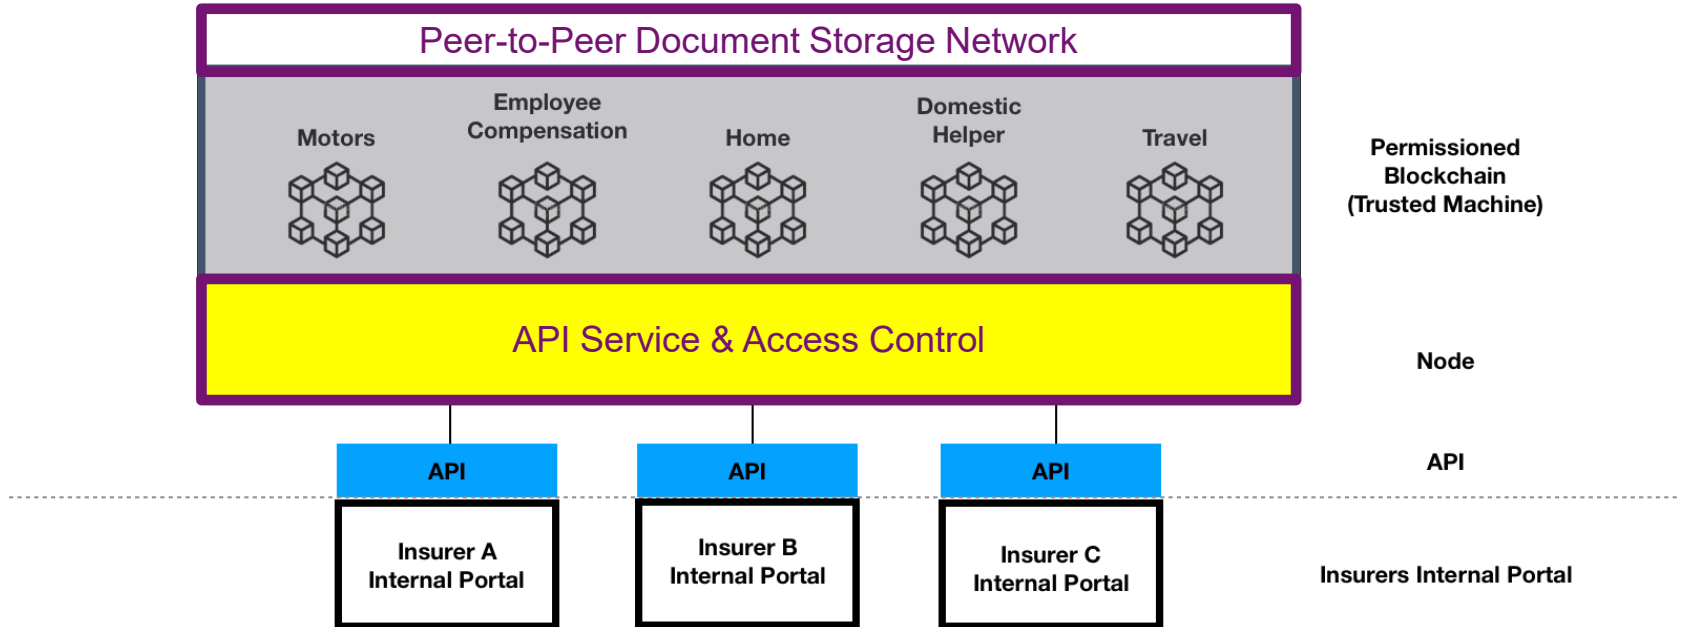 Peer-to-Peer Document Storage Network
Motors
Employee
Compensation
Home
Domestic
Helper
Travel
Permissioned
Blockchain
(Trusted Machine)
API Service & Access Control
Node
API
API
API
API
Insurer A
Internal Portal
Insurer B
Internal Portal
Insurer C
Internal Portal
Insurers Internal Portal